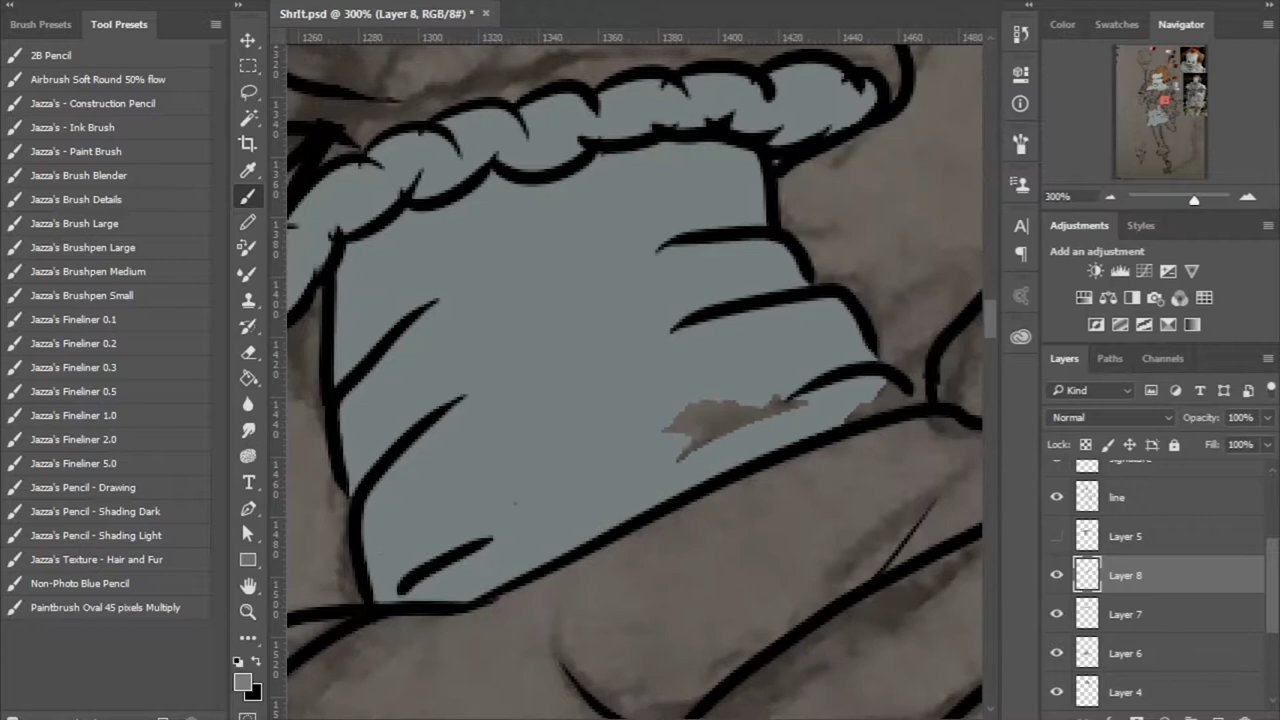 Brush Presets Tool Presets
2B Pencil
Airbrush Soft Round 50% flow
Jazza's - Construction Pencil
Jazza's - Ink Brush
Jazza's - Paint Brush
Jazza's Brush Blender
Jazza's Brush Details
Jazza's Brush Large
Jazza's Brushpen Large
Jazza's Brushpen Medium
Jazza's Brushpen Small
Jazza's Fineliner 0.1
Jazza's Fineliner 0.2
Jazza's Fineliner 0.3
Jazza's Fineliner 0.5
Jazza's Fineliner 1.0
Jazza's Fineliner 2.0
Jazza's Fineliner 5.0
Jazza's Pencil - Drawing
Jazza's Pencil - Shading Dark
Jazza's Pencil - Shading Light
Jazza's Texture - Hair and Fur
Non-Photo Blue Pencil
Paintbrush Oval 45 pixels Multiply
ShrIt.psd @ 300% (Layer 8, RGB/8#) * ×
1260 1280 1300 1320 1340 1360 1380 1400 1420 1440 1460 1480
Color Swatches Navigator
300%
Adjustments Styles
Add an adjustment
Layers Paths Channels
Kind
Normal Opacity: 100%
Lock: Fill: 100%
line
Layer 5
Layer 8
Layer 7
Layer 6
Layer 4